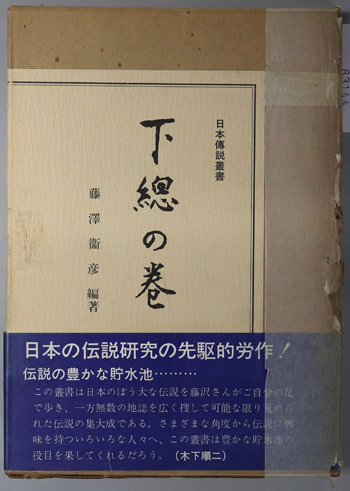 日本傳説叢書
下總の巻
藤澤衞彦編著
日本の伝説研究の先駆的労作!
伝説の豊かな貯水池………
この叢書は日本のぼう大な伝説を藤沢さんがご自分の足
で歩き、一方無数の地誌を広く捜して可能な限り蒐めら
れた伝説の集大成である。さまざまな角度から伝説に興
味を持ついろいろな人々へ、この叢書は豊かな貯水池の
役目を果してくれるだろう。(木下順二)